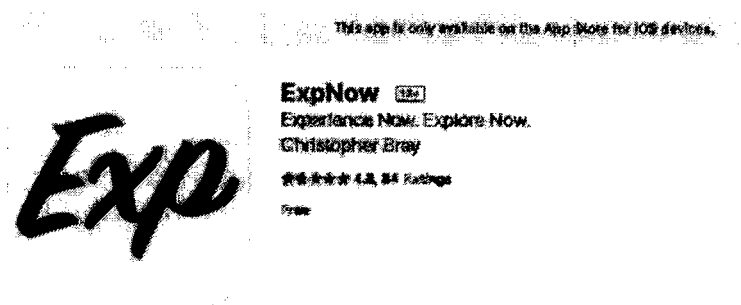 This app is only available on the App Store for iOS devices.
Exp
ExpNow 12+
Experience Now. Explore Now.
Christopher Bray
★★★★★ 4.8, 84 Ratings
Free